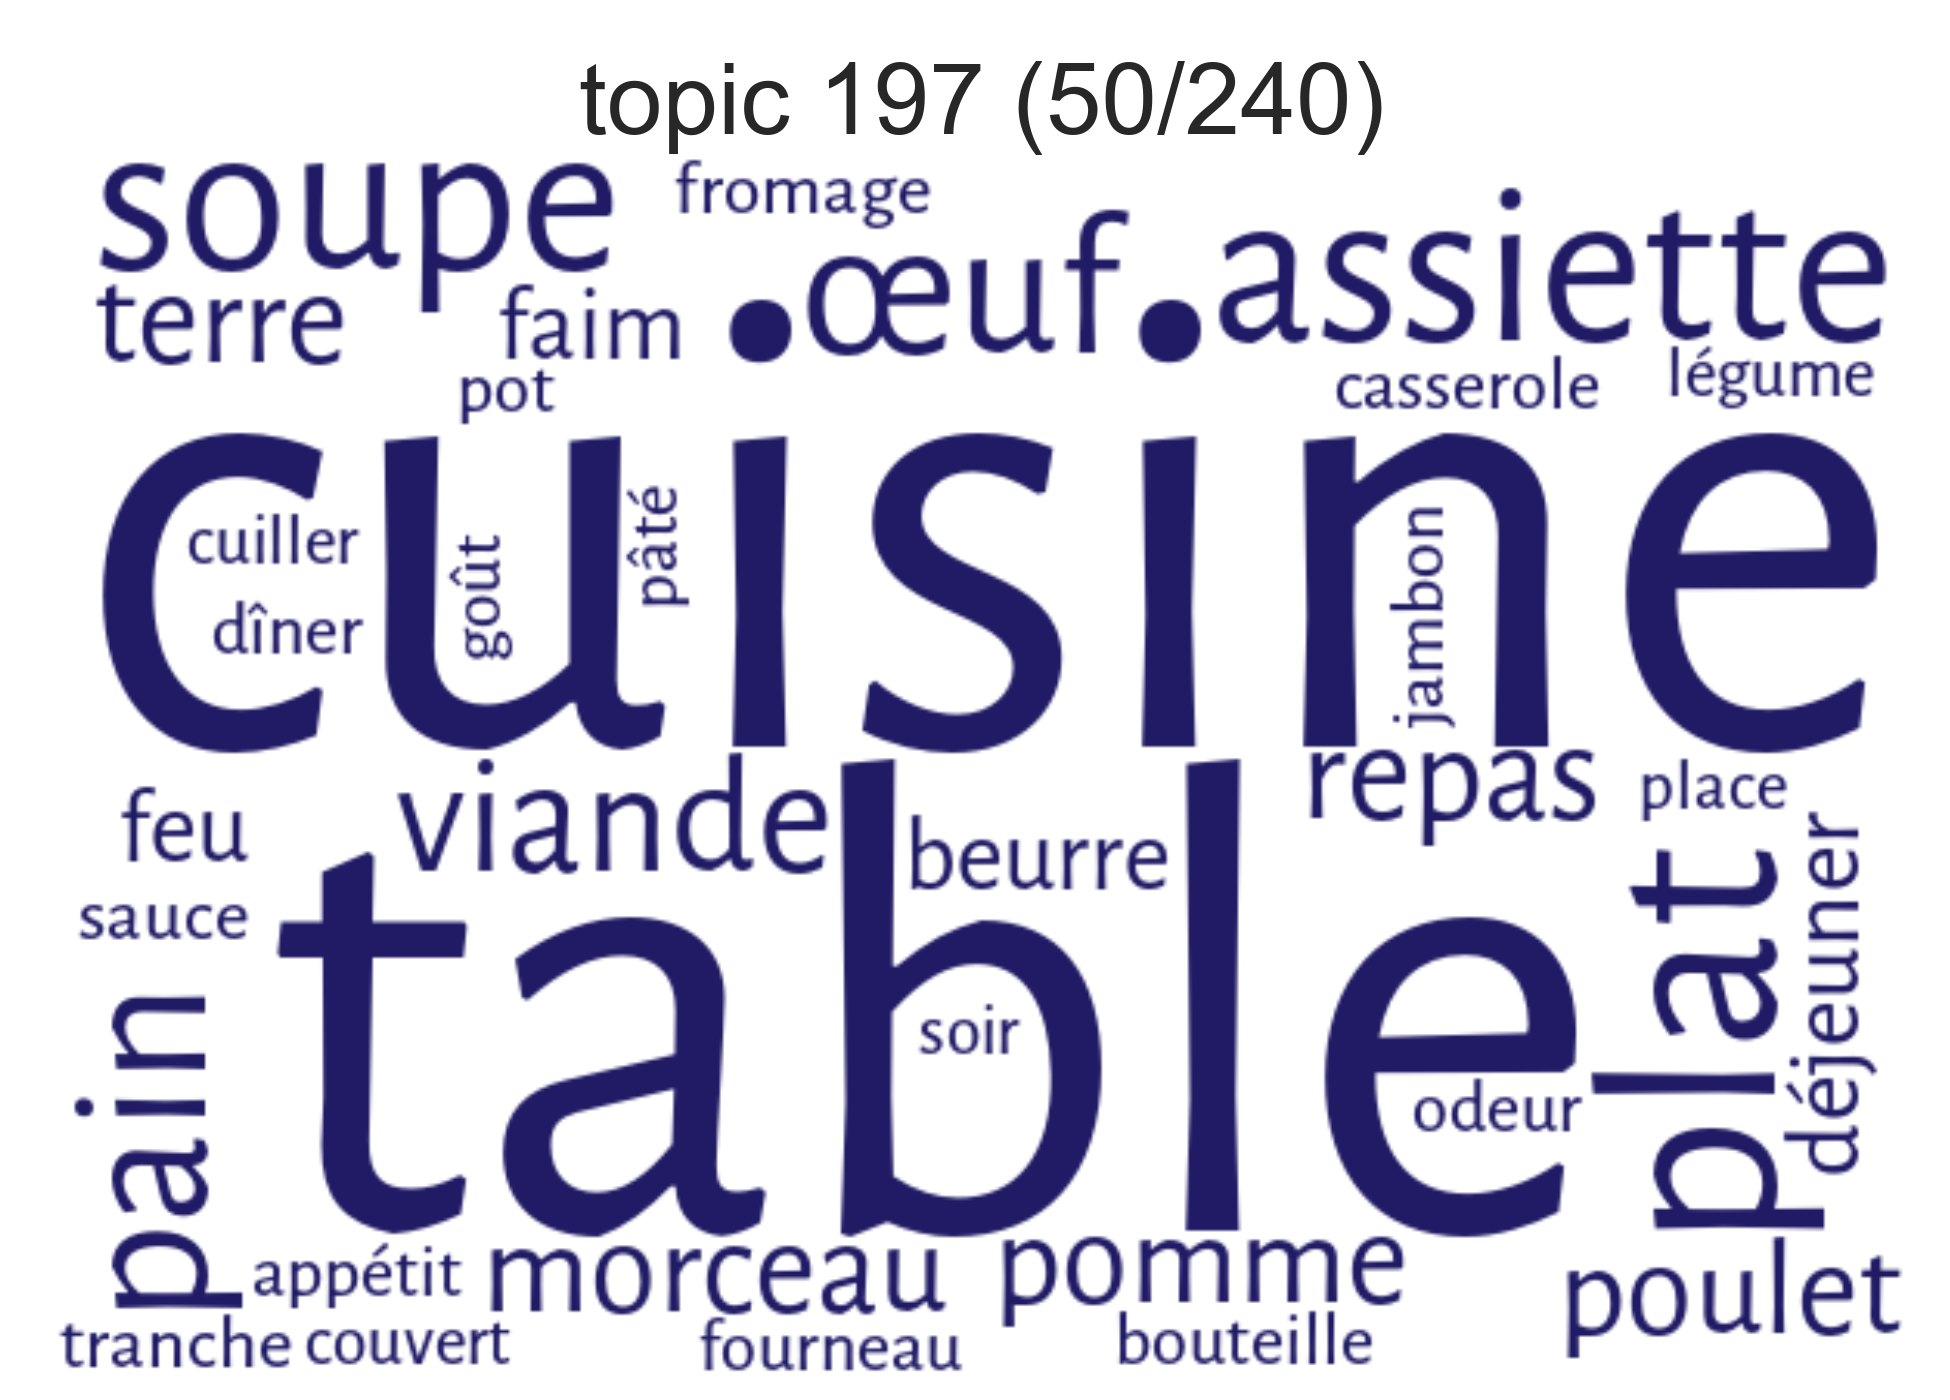 topic 197 (50/240)
soupe
fromage
œuf
assiette
terre
faim
pot
casserole
légume
cuisine
cuiller
dîner
goût
pâté
jambon
feu
viande
beurre
repas
place
sauce
table
plat
déjeuner
pain
soir
odeur
appétit
morceau
pomme
poulet
tranche
couvert
fourneau
bouteille